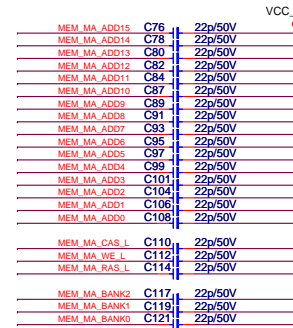 VCC_
MEM_MA_ADD15 C76 22p/50V
MEM_MA_ADD14 C78 22p/50V
MEM_MA_ADD13 C80 22p/50V
MEM_MA_ADD12 C82 22p/50V
MEM_MA_ADD11 C84 22p/50V
MEM_MA_ADD10 C87 22p/50V
MEM_MA_ADD9 C89 22p/50V
MEM_MA_ADD8 C91 22p/50V
MEM_MA_ADD7 C93 22p/50V
MEM_MA_ADD6 C95 22p/50V
MEM_MA_ADD5 C97 22p/50V
MEM_MA_ADD4 C99 22p/50V
MEM_MA_ADD3 C101 22p/50V
MEM_MA_ADD2 C104 22p/50V
MEM_MA_ADD1 C106 22p/50V
MEM_MA_ADD0 C108 22p/50V
MEM_MA_CAS_L C110 22p/50V
MEM_MA_WE_L C112 22p/50V
MEM_MA_RAS_L C114 22p/50V
MEM_MA_BANK2 C117 22p/50V
MEM_MA_BANK1 C119 22p/50V
MEM_MA_BANK0 C121 22p/50V